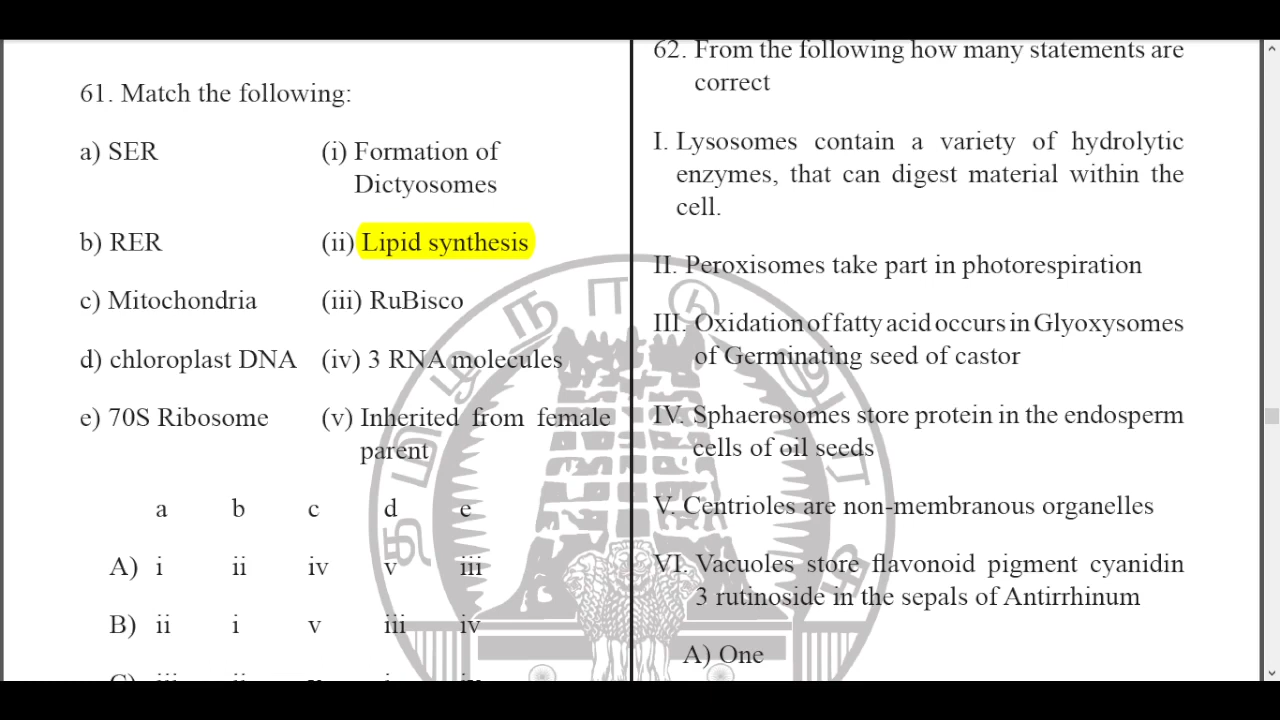 61. Match the following:
a) SER (i) Formation of
Dictyosomes
b) RER (ii) Lipid synthesis
c) Mitochondria (iii) RuBisco
d) chloroplast DNA (iv) 3 RNA molecules
e) 70S Ribosome (v) Inherited from female
parent
a b c d e
A) i ii iv v iii
B) ii i v iii iv
62. From the following how many statements are
correct
I. Lysosomes contain a variety of hydrolytic
enzymes, that can digest material within the
cell.
II. Peroxisomes take part in photorespiration
III. Oxidation of fatty acid occurs in Glyoxysomes
of Germinating seed of castor
IV. Sphaerosomes store protein in the endosperm
cells of oil seeds
V. Centrioles are non-membranous organelles
VI. Vacuoles store flavonoid pigment cyanidin
3 rutinoside in the sepals of Antirrhinum
A) One